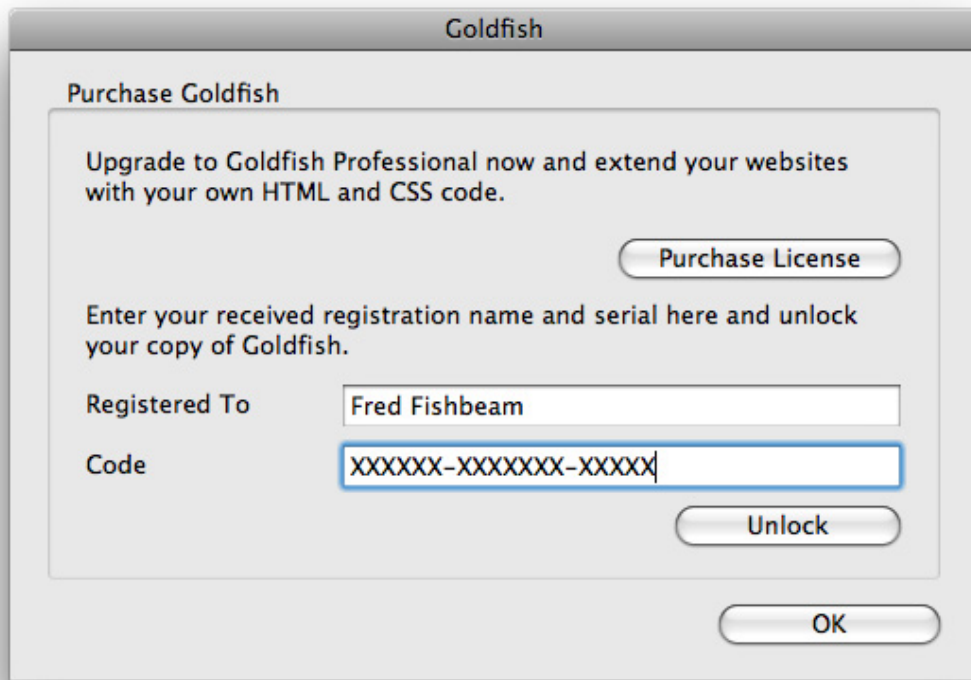 Goldfish
Purchase Goldfish
Upgrade to Goldfish Professional now and extend your websites
with your own HTML and CSS code.
Purchase License
Enter your received registration name and serial here and unlock
your copy of Goldfish.
Registered To
Fred Fishbeam
Code
XXXXXX-XXXXXXX-XXXXX
Unlock
OK